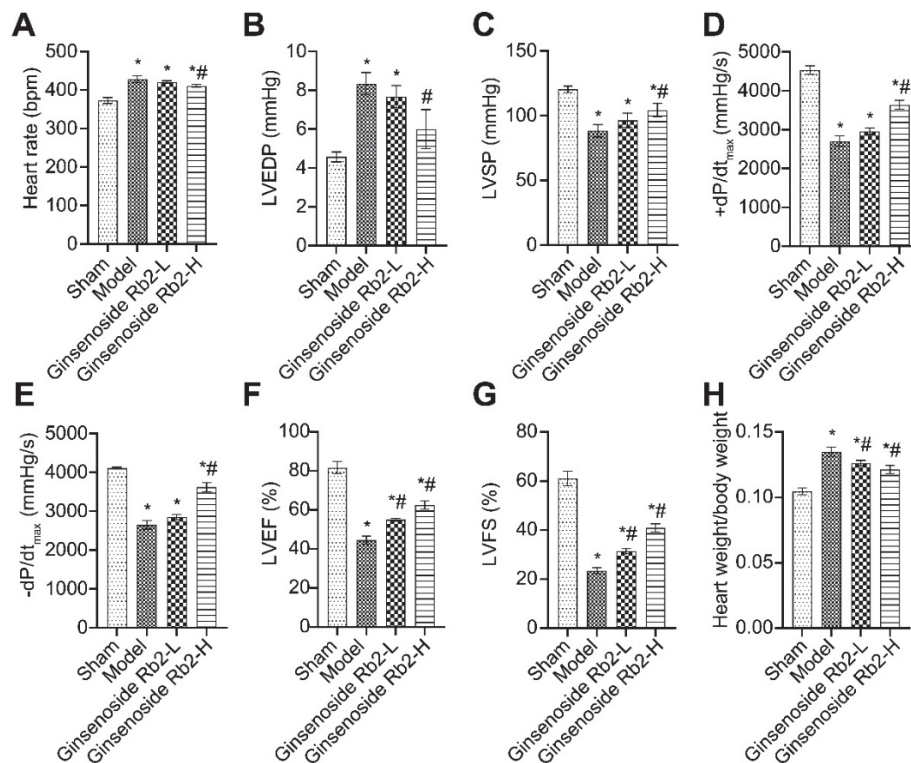 A
Heart rate (bpm)
500
400
300
200
100
0
*
*
*#
Sham
Model
Ginsenoside Rb2-L
Ginsenoside Rb2-H
B
LVEDP (mmHg)
10
8
6
4
2
0
*
*
#
Sham
Model
Ginsenoside Rb2-L
Ginsenoside Rb2-H
C
LVSP (mmHg)
150
100
50
0
*
*
*#
Sham
Model
Ginsenoside Rb2-L
Ginsenoside Rb2-H
D
+dP/dtmax (mmHg/s)
5000
4000
3000
2000
1000
0
*
*
*#
Sham
Model
Ginsenoside Rb2-L
Ginsenoside Rb2-H
E
-dP/dtmax (mmHg/s)
5000
4000
3000
2000
1000
0
*
*
*#
Sham
Model
Ginsenoside Rb2-L
Ginsenoside Rb2-H
F
LVEF (%)
100
80
60
40
20
0
*
*#
*#
Sham
Model
Ginsenoside Rb2-L
Ginsenoside Rb2-H
G
LVFS (%)
80
60
40
20
0
*
*#
*#
Sham
Model
Ginsenoside Rb2-L
Ginsenoside Rb2-H
H
Heart weight/body weight
0.15
0.10
0.05
0.00
*
*#
*#
Sham
Model
Ginsenoside Rb2-L
Ginsenoside Rb2-H